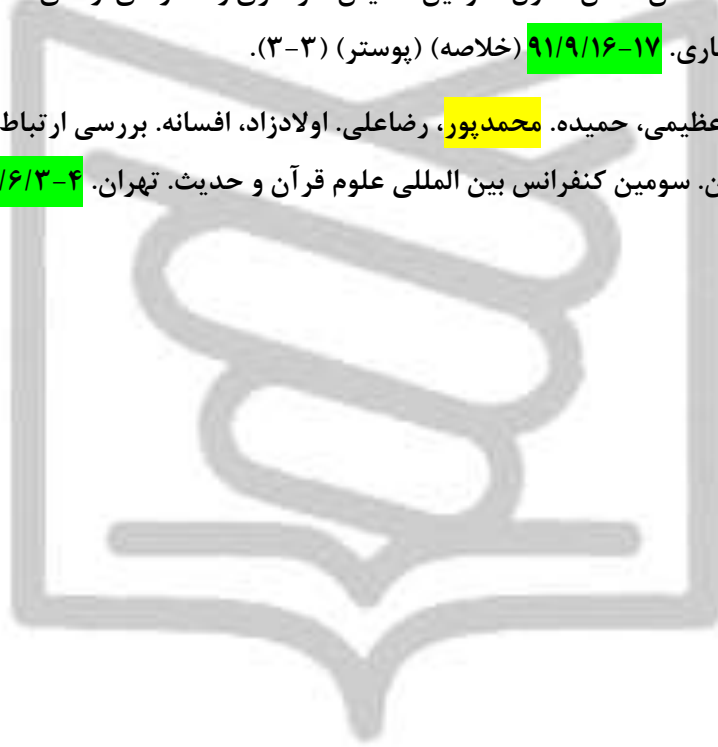 اری. ۹۱/۹/۱۶-۱۷ (خلاصه) (پوستر) (۳-۳).
عظیمی، حمیده. محمدپور، رضاعلی. اولادزاد، افسانه. بررسی ارتباط
ن. سومین کنفرانس بین المللی علوم قرآن و حدیث. تهران. ۶/۳-۴/